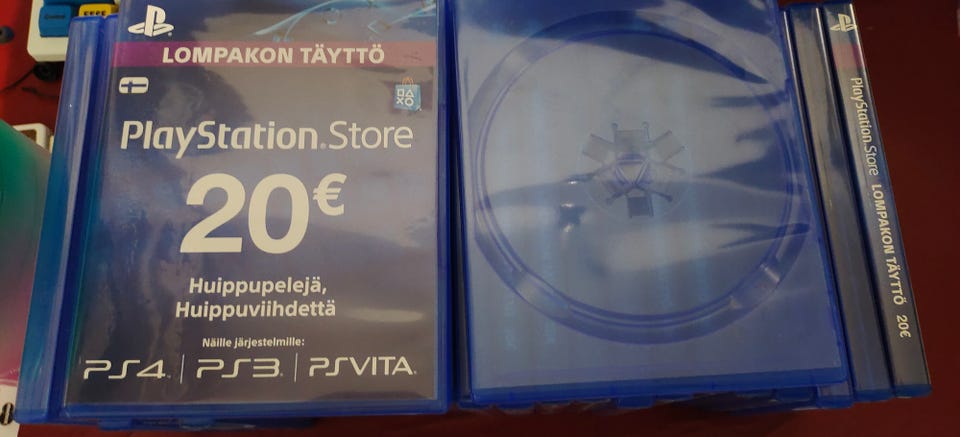 LOMPAKON TÄYTTÖ
PlayStation®Store
20€
Huippupelejä,
Huippuviihdettä
Näille järjestelmille:
PS4 | PS3 | PSVITA
PlayStation®Store LOMPAKON TÄYTTÖ 20€